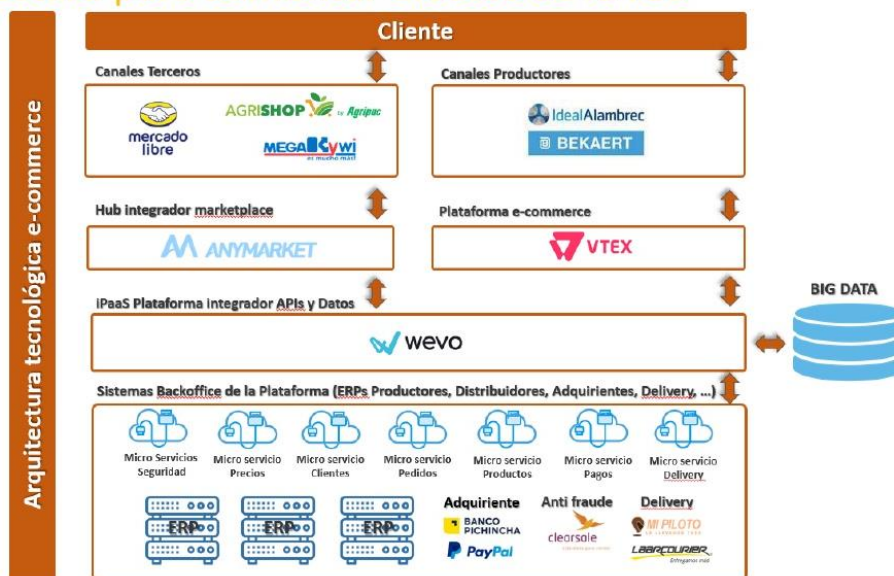 Arquitectura tecnológica e-commerce
Cliente
Canales Terceros
Canales Productores
mercado
libre
AGRISHOP by Agripac
MEGA Kywi
es mucho más!
IdealAlambrec
BEKAERT
Hub integrador marketplace
Plataforma e-commerce
ANYMARKET
VTEX
iPaaS Plataforma integrador APIs y Datos
BIG DATA
wevo
Sistemas Backoffice de la Plataforma (ERPs Productores, Distribuidores, Adquirientes, Delivery, ...)
Micro Servicios
Seguridad
Micro servicio
Precios
Micro servicio
Clientes
Micro servicio
Pedidos
Micro servicio
Productos
Micro servicio
Pagos
Micro servicio
Delivery
ERP
ERP
ERP
Adquiriente
BANCO
PICHINCHA
PayPal
Anti fraude
clearsale
Delivery
MI PILOTO
LAARCOURIER
Entregamos más!